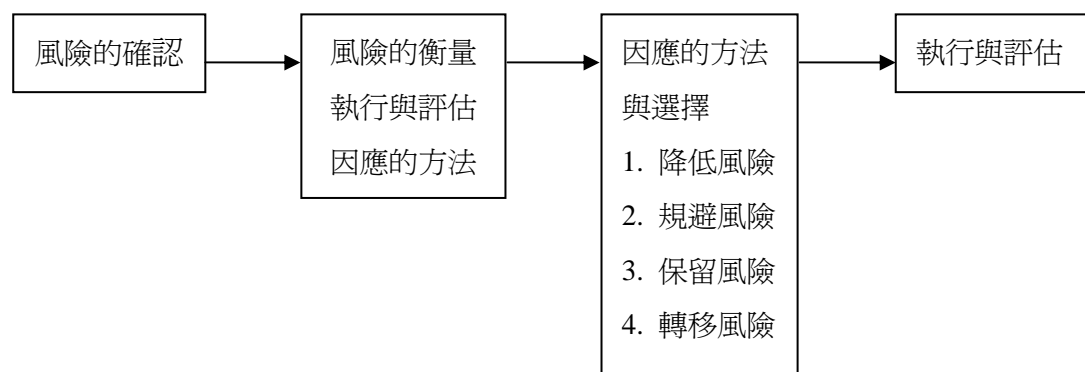 風險的確認
風險的衡量
執行與評估
因應的方法
因應的方法
與選擇
1. 降低風險
2. 規避風險
3. 保留風險
4. 轉移風險
執行與評估